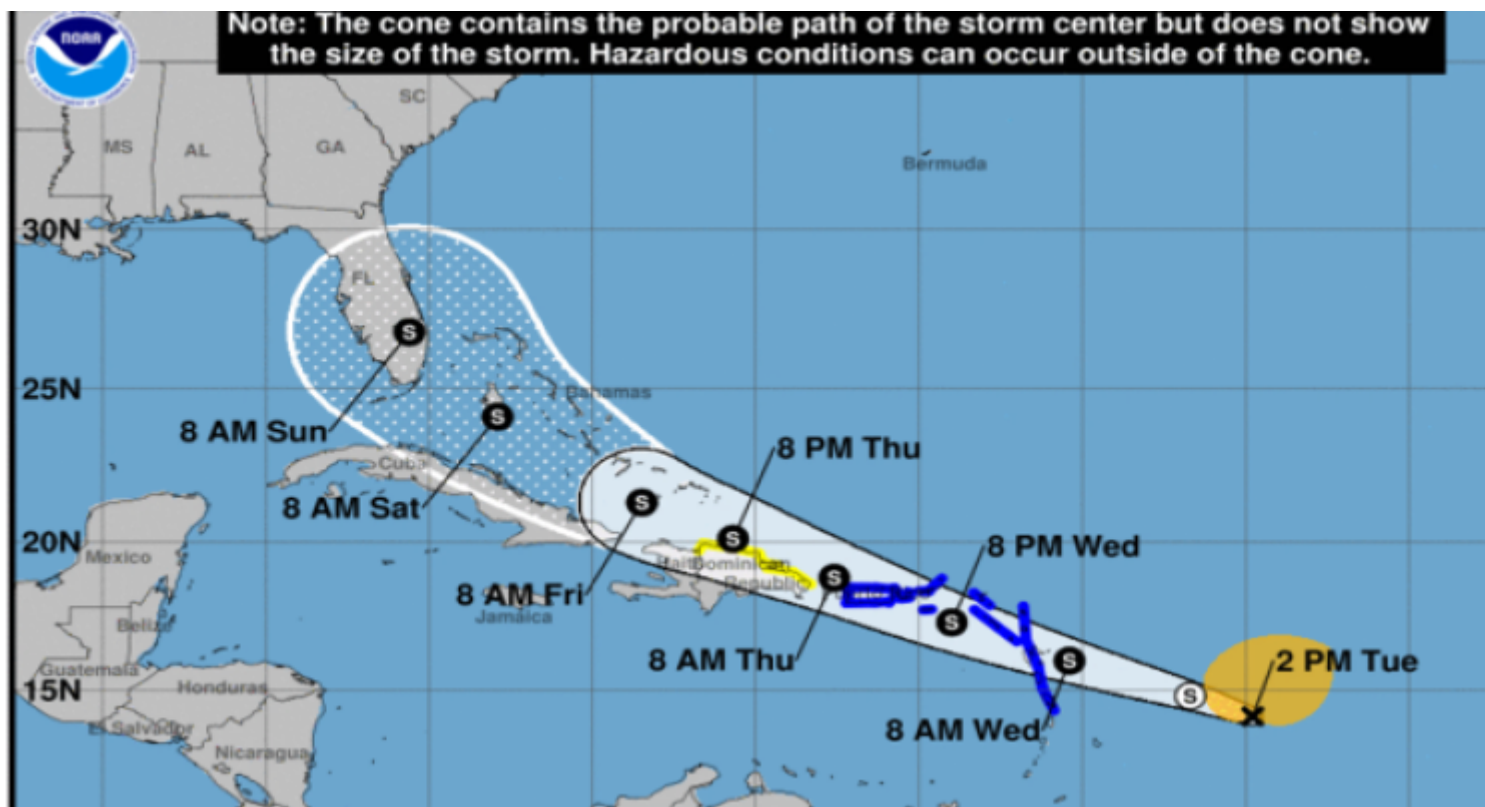 Note: The cone contains the probable path of the storm center but does not show
the size of the storm. Hazardous conditions can occur outside of the cone.
NOAA
SC
MS
AL
GA
Bermuda
30N
FL
S
25N
Bahamas
8 AM Sun
S
8 PM Thu
Cuba
8 AM Sat
S
S
20N
8 PM Wed
Mexico
Haiti
Dominican
Republic
8 AM Fri
S
Jamaica
S
Belize
8 AM Thu
S
2 PM Tue
Guatemala
15N
Honduras
S
El Salvador
8 AM Wed
Nicaragua